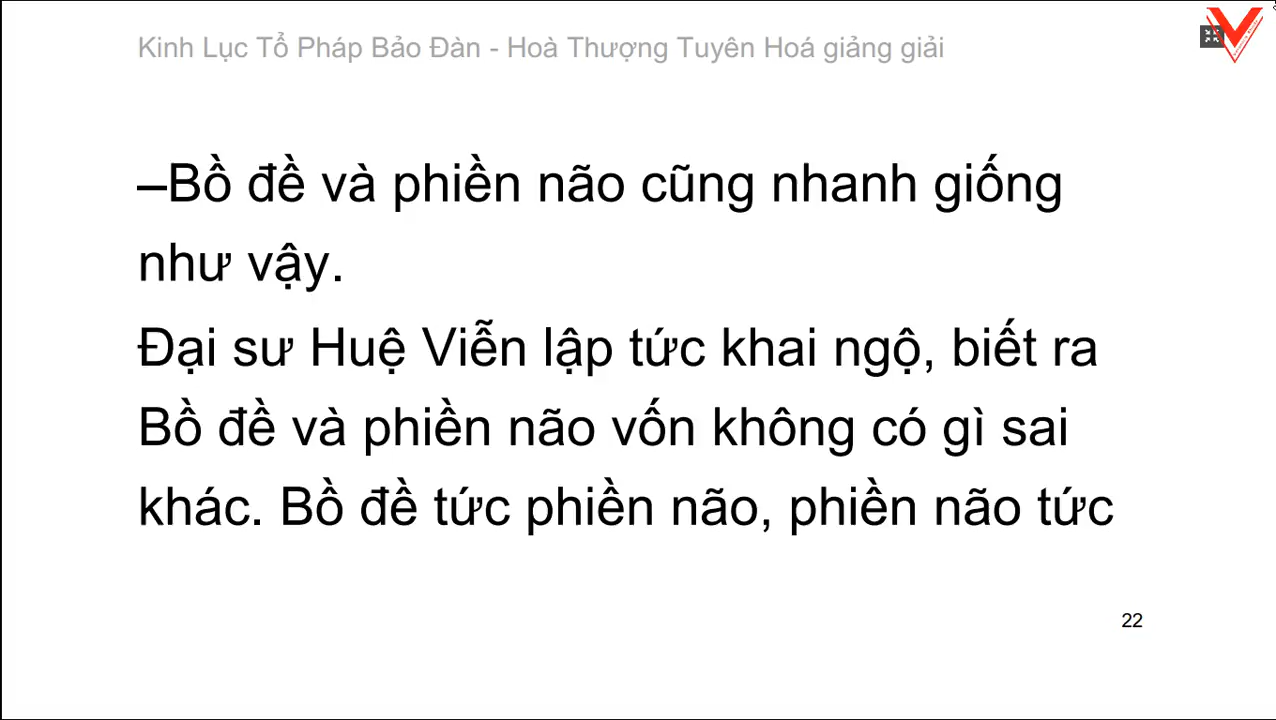 Kinh Lục Tổ Pháp Bảo Đàn - Hoà Thượng Tuyên Hoá giảng giải
–Bồ đề và phiền não cũng nhanh giống
như vậy.
Đại sư Huệ Viễn lập tức khai ngộ, biết ra
Bồ đề và phiền não vốn không có gì sai
khác. Bồ đề tức phiền não, phiền não tức
22